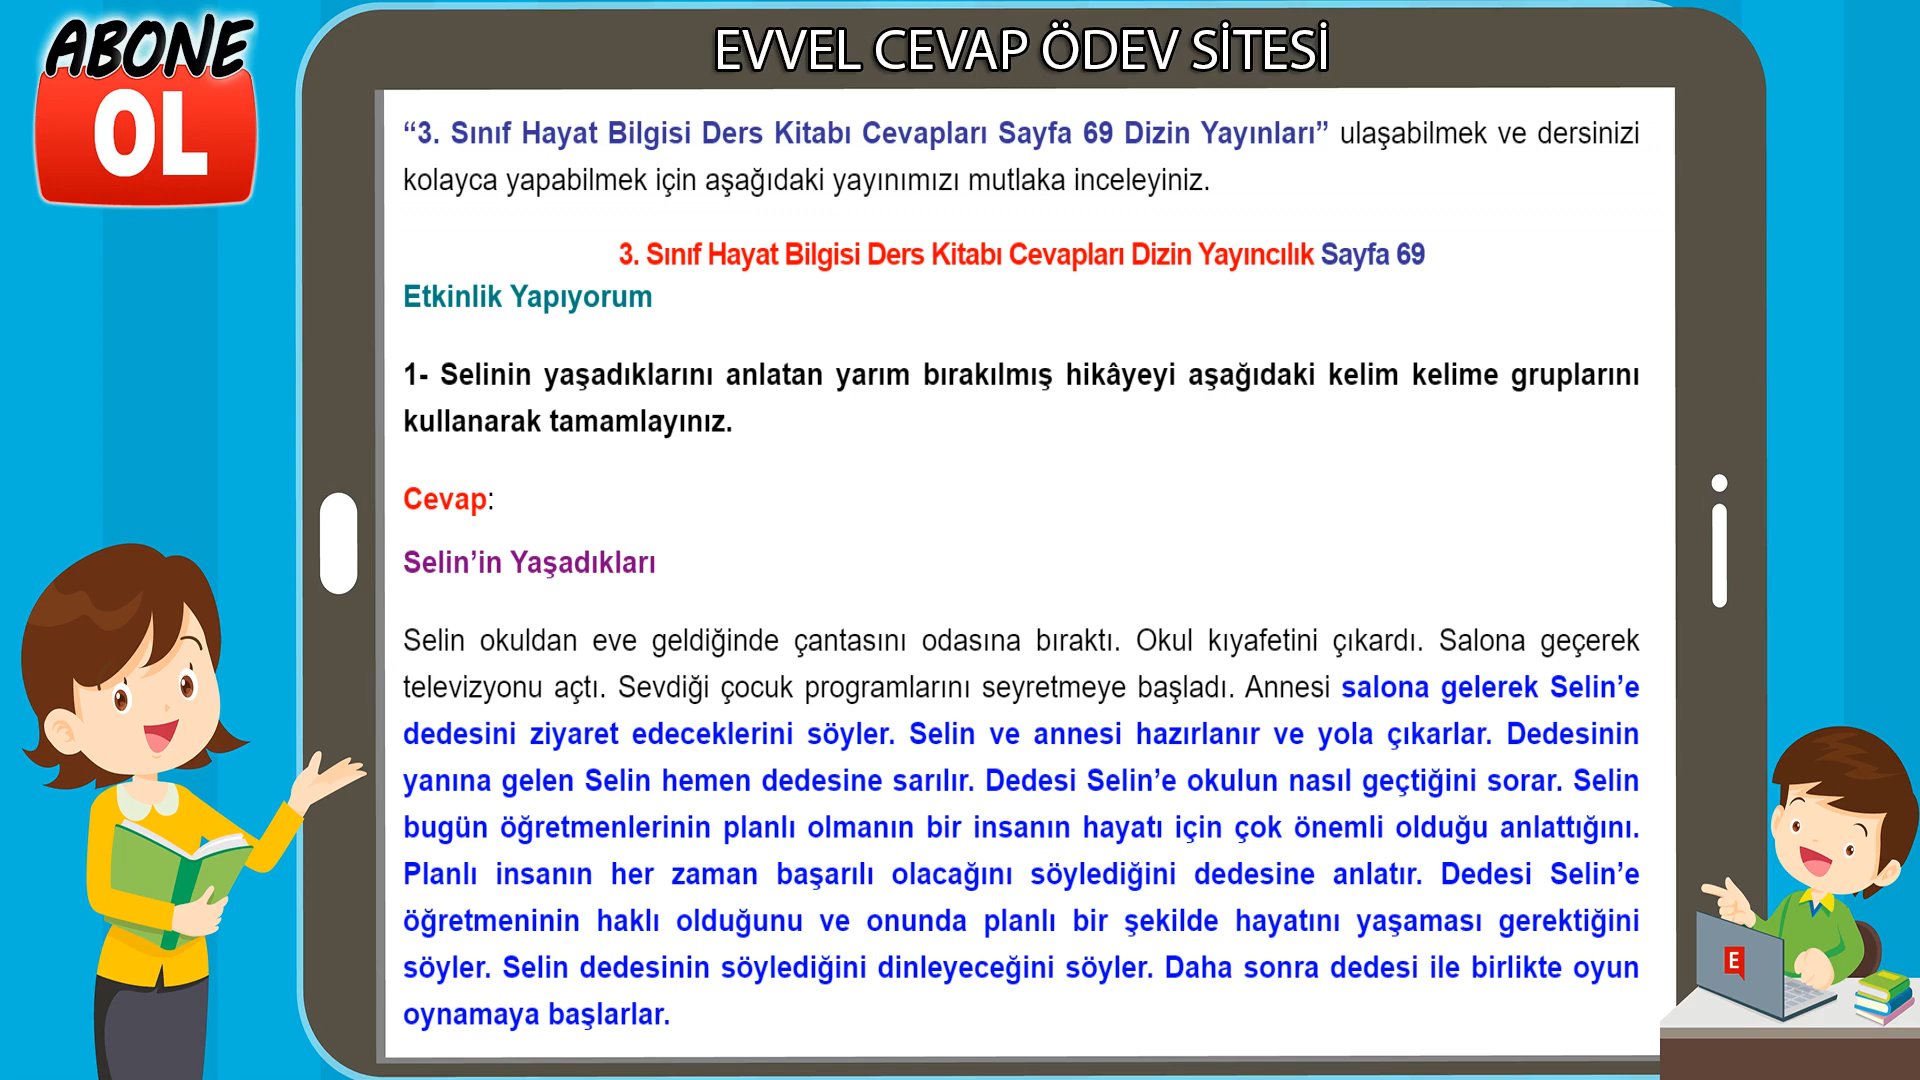 ABONE
OL
EVVEL CEVAP ÖDEV SİTESİ
“3. Sınıf Hayat Bilgisi Ders Kitabı Cevapları Sayfa 69 Dizin Yayınları” ulaşabilmek ve dersinizi
kolayca yapabilmek için aşağıdaki yayınımızı mutlaka inceleyiniz.
3. Sınıf Hayat Bilgisi Ders Kitabı Cevapları Dizin Yayıncılık Sayfa 69
Etkinlik Yapıyorum
1- Selinin yaşadıklarını anlatan yarım bırakılmış hikâyeyi aşağıdaki kelim kelime gruplarını
kullanarak tamamlayınız.
Cevap:
Selin’in Yaşadıkları
Selin okuldan eve geldiğinde çantasını odasına bıraktı. Okul kıyafetini çıkardı. Salona geçerek
televizyonu açtı. Sevdiği çocuk programlarını seyretmeye başladı. Annesi salona gelerek Selin’e
dedesini ziyaret edeceklerini söyler. Selin ve annesi hazırlanır ve yola çıkarlar. Dedesinin
yanına gelen Selin hemen dedesine sarılır. Dedesi Selin’e okulun nasıl geçtiğini sorar. Selin
bugün öğretmenlerinin planlı olmanın bir insanın hayatı için çok önemli olduğu anlattığını.
Planlı insanın her zaman başarılı olacağını söylediğini dedesine anlatır. Dedesi Selin’e
öğretmeninin haklı olduğunu ve onunda planlı bir şekilde hayatını yaşaması gerektiğini
söyler. Selin dedesinin söylediğini dinleyeceğini söyler. Daha sonra dedesi ile birlikte oyun
oynamaya başlarlar.
E